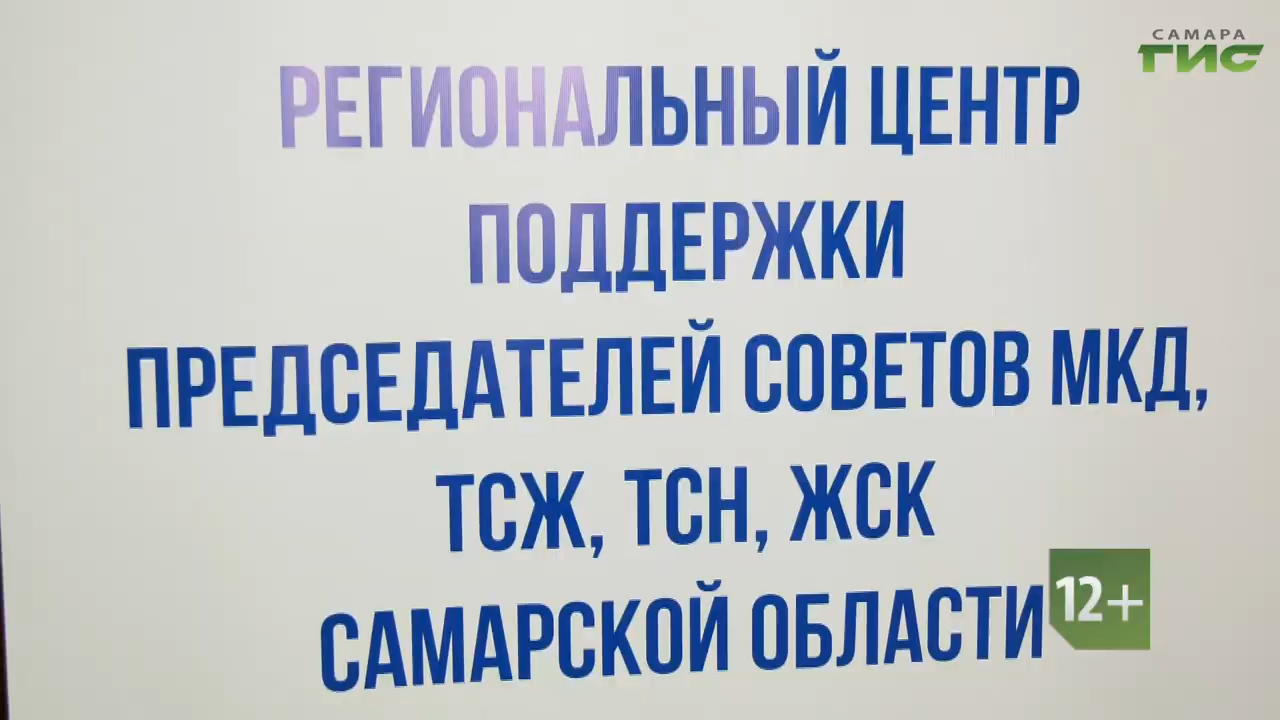 САМАРА
ГИС
РЕГИОНАЛЬНЫЙ ЦЕНТР
ПОДДЕРЖКИ
ПРЕДСЕДАТЕЛЕЙ СОВЕТОВ МКД,
ТСЖ, ТСН, ЖСК
САМАРСКОЙ ОБЛАСТИ
12+